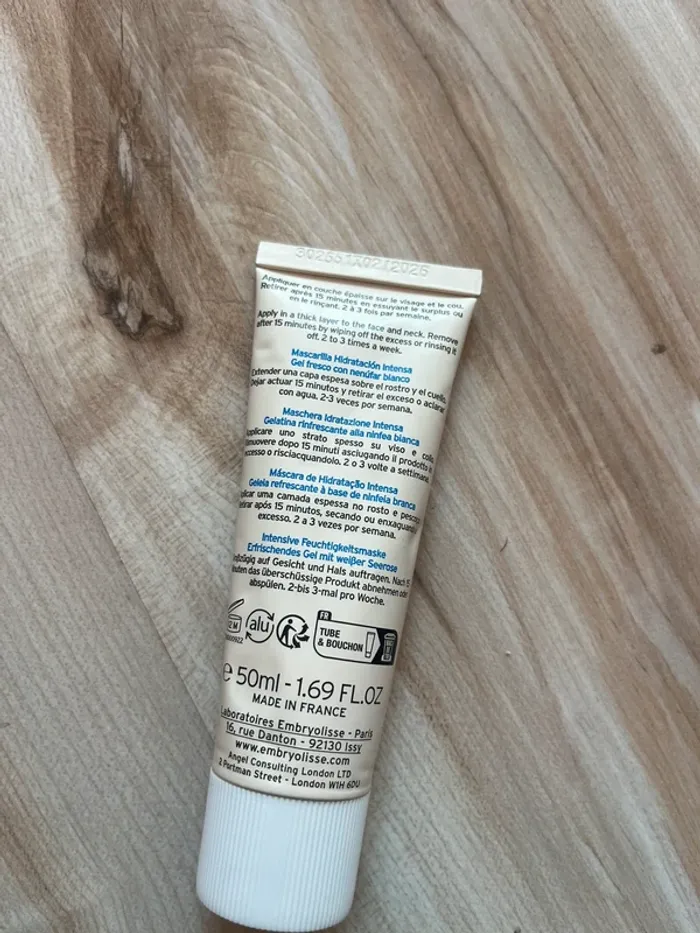 02/2026
Appliquer en couche épaisse sur le visage et le cou.
Retirer après 15 minutes en essuyant le surplus ou
en le rinçant. 2 à 3 fois par semaine.
Apply in a thick layer to the face and neck. Remove
after 15 minutes by wiping off the excess or rinsing it
off. 2 to 3 times a week.
Mascarilla Hidratación Intensa
Gel fresco con nenúfar blanco
Extender una capa espesa sobre el rostro y el cuello.
Dejar actuar 15 minutos y retirar el exceso o aclarar
con agua. 2-3 veces por semana.
Maschera Idratazione Intensa
Gelatina rinfrescante alla ninfea bianca
Applicare uno strato spesso su viso e collo
rimuovere dopo 15 minuti asciugando il prodotto in
eccesso o risciacquandolo. 2 o 3 volte a settimana.
Máscara de Hidratação Intensa
Geleia refrescante à base de ninfeia branca
plicar uma camada espessa no rosto e pescoço
etirar após 15 minutos, secando ou enxaguando
excesso. 2 a 3 vezes por semana.
Intensive Feuchtigkeitsmaske
Erfrischendes Gel mit weißer Seerose
auf Gesicht und Hals auftragen. Nach 15
das überschüssige Produkt abnehmen oder
abspülen. 2-bis 3-mal pro Woche.
12 M alu
FR
TUBE
& BOUCHON
e 50ml - 1.69 FL.OZ
MADE IN FRANCE
Laboratoires Embryolisse - Paris
16, rue Danton - 92130 Issy
www.embryolisse.com
Angel Consulting London LTD
2 Portman Street - London W1H 6DU